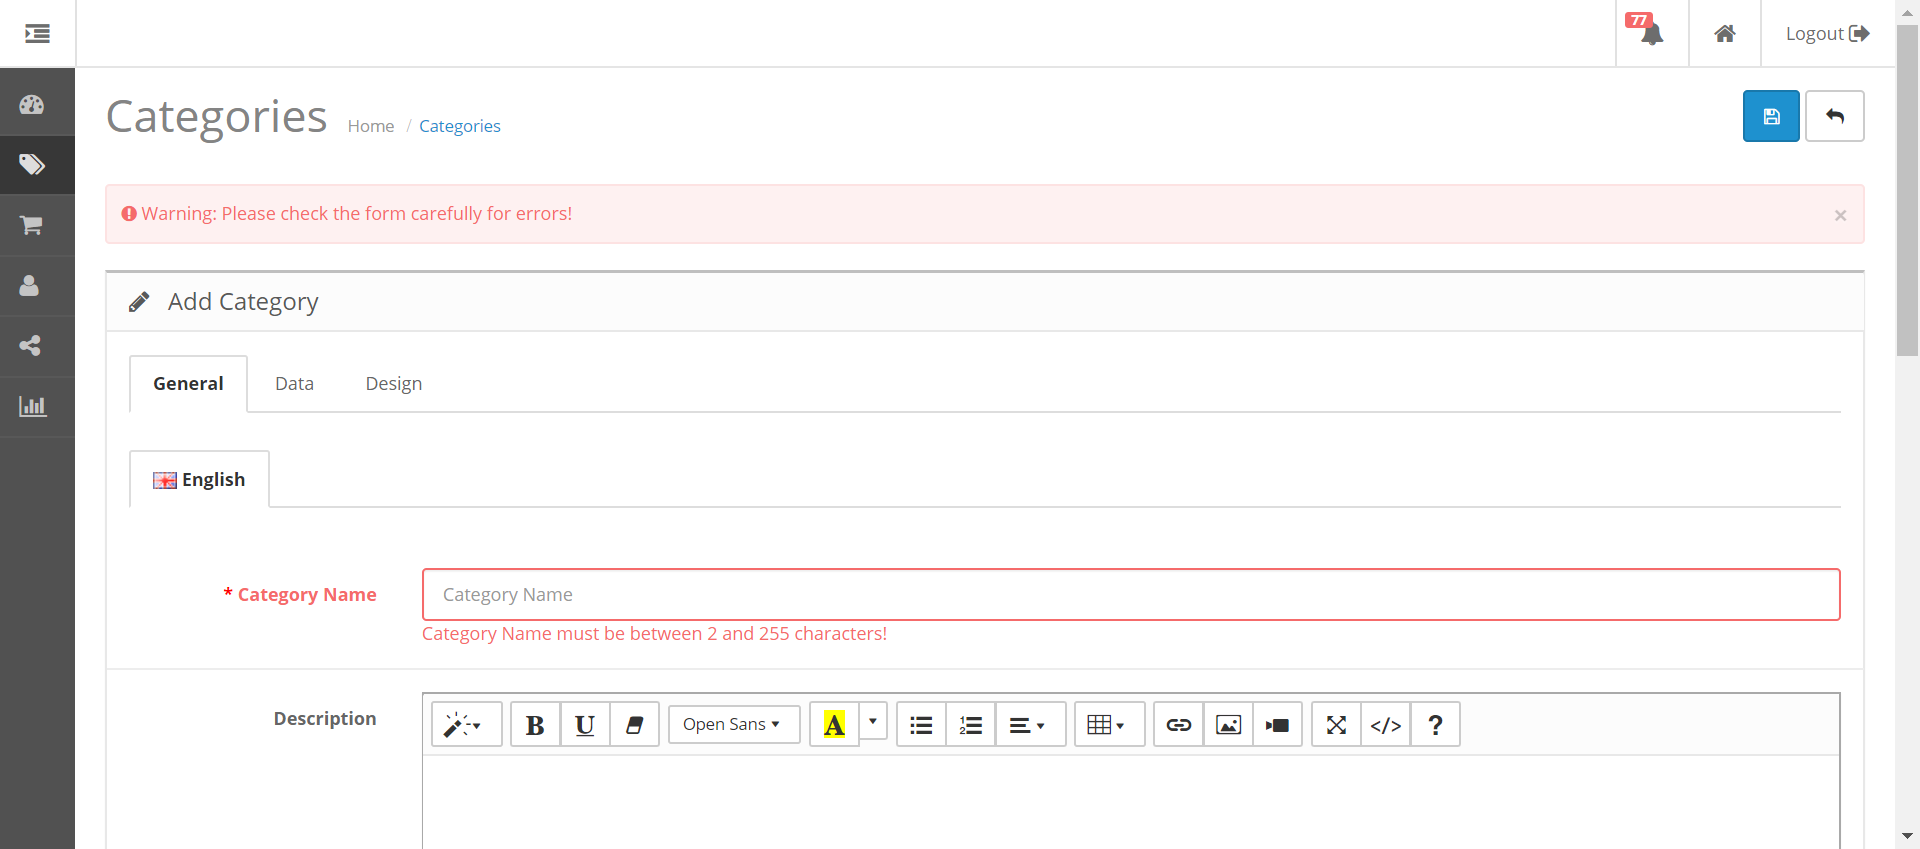 77
Logout
Categories
Home / Categories
Warning: Please check the form carefully for errors!
×
Add Category
General Data Design
English
* Category Name
Category Name
Category Name must be between 2 and 255 characters!
Description
B U Open Sans A </> ?